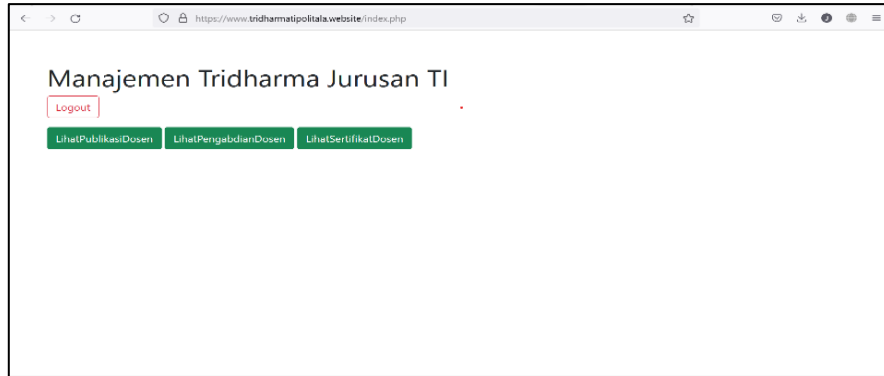 https://www.tridharmatipolitala.website/index.php
Manajemen Tridharma Jurusan TI
Logout
LihatPublikasiDosen LihatPengabdianDosen LihatSertifikatDosen